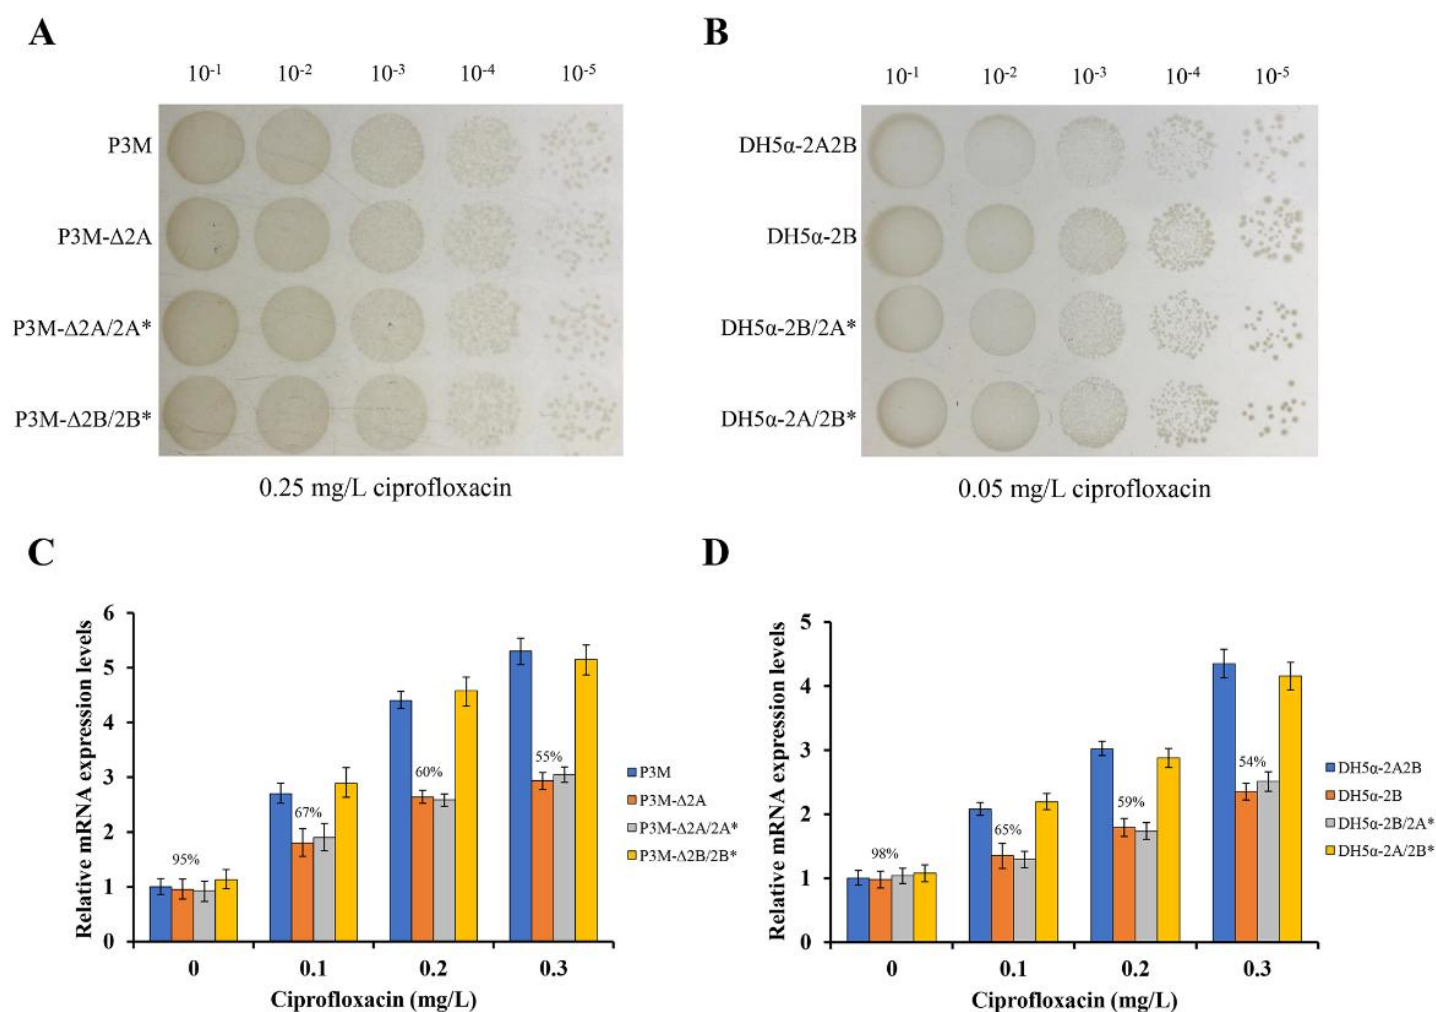 A
B
10⁻¹ 10⁻² 10⁻³ 10⁻⁴ 10⁻⁵
10⁻¹ 10⁻² 10⁻³ 10⁻⁴ 10⁻⁵
P3M
P3M-Δ2A
P3M-Δ2A/2A*
P3M-Δ2B/2B*
0.25 mg/L ciprofloxacin
DH5α-2A2B
DH5α-2B
DH5α-2B/2A*
DH5α-2A/2B*
0.05 mg/L ciprofloxacin
C
D
Relative mRNA expression levels
6
5
4
3
2
1
0
95%
67%
60%
55%
0 0.1 0.2 0.3
Ciprofloxacin (mg/L)
P3M
P3M-Δ2A
P3M-Δ2A/2A*
P3M-Δ2B/2B*
Relative mRNA expression levels
5
4
3
2
1
0
98%
65%
59%
54%
0 0.1 0.2 0.3
Ciprofloxacin (mg/L)
DH5α-2A2B
DH5α-2B
DH5α-2B/2A*
DH5α-2A/2B*